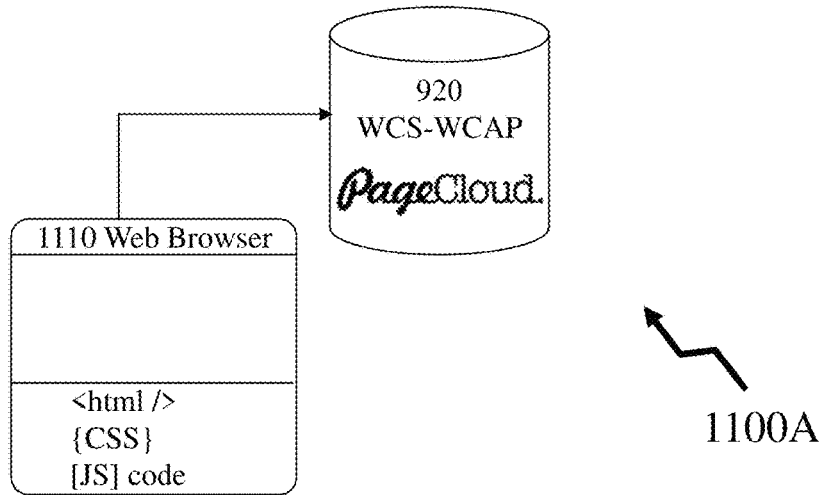 920
WCS-WCAP
PageCloud.
1110 Web Browser
<html />
{CSS}
[JS] code
1100A